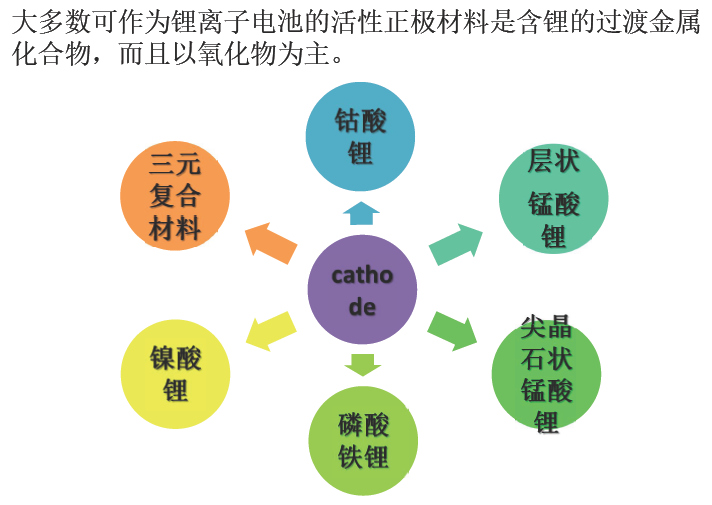 大多数可作为锂离子电池的活性正极材料是含锂的过渡金属
化合物，而且以氧化物为主。
钴酸
锂
层状
锰酸
锂
尖晶
石状
锰酸
锂
磷酸
铁锂
镍酸
锂
三元
复合
材料
catho
de